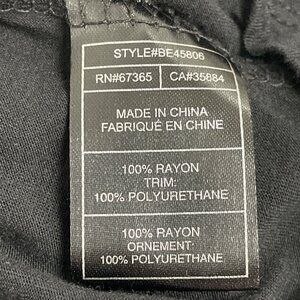 STYLE#BE45806
RN#67365 CA#35684
MADE IN CHINA
FABRIQUÉ EN CHINE
100% RAYON
TRIM:
100% POLYURETHANE
100% RAYON
ORNEMENT:
100% POLYURETHANE